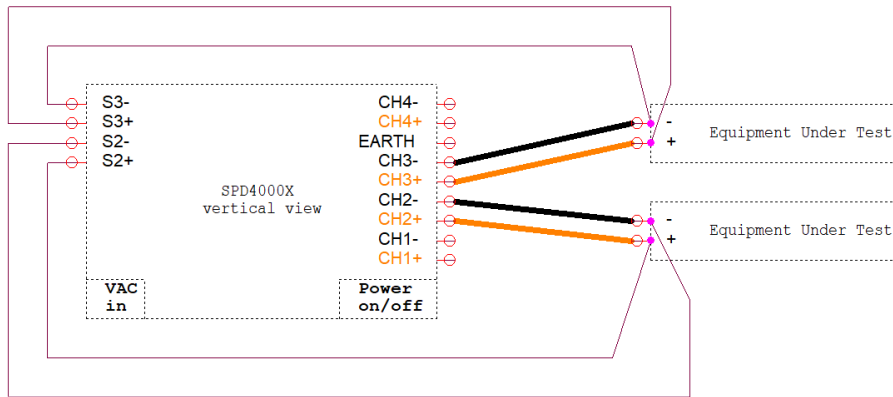 S3-
S3+
S2-
S2+
SPD4000X
vertical view
CH4-
CH4+
EARTH
CH3-
CH3+
CH2-
CH2+
CH1-
CH1+
VAC
in
Power
on/off
-
+
Equipment Under Test
-
+
Equipment Under Test